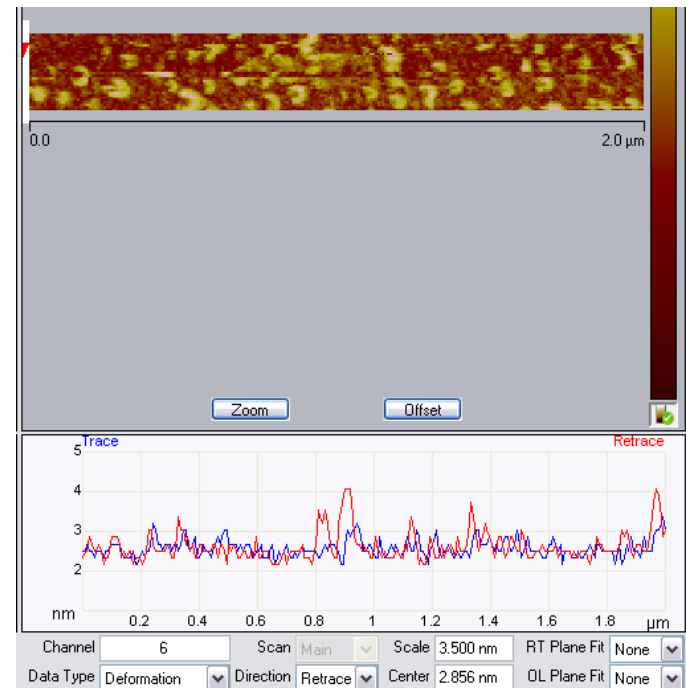 0.0 2.0 µm
Zoom Offset
Trace Retrace
5
4
3
2
nm 0.2 0.4 0.6 0.8 1 1.2 1.4 1.6 1.8 µm
Channel 6 Scan Main Scale 3.500 nm RT Plane Fit None
Data Type Deformation Direction Retrace Center 2.856 nm OL Plane Fit None